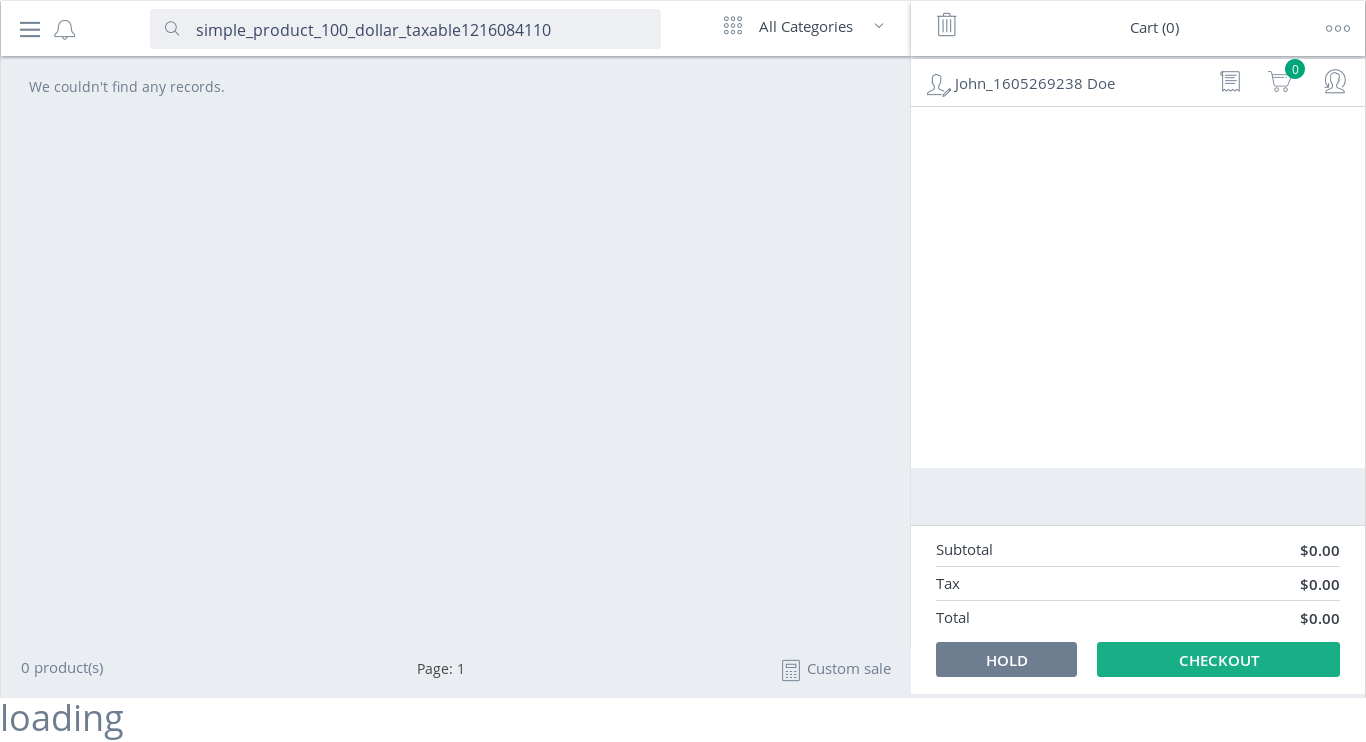 simple_product_100_dollar_taxable1216084110
All Categories
Cart (0)
We couldn't find any records.
John_1605269238 Doe
0
Subtotal $0.00
Tax $0.00
Total $0.00
HOLD CHECKOUT
0 product(s)
Page: 1
Custom sale
loading